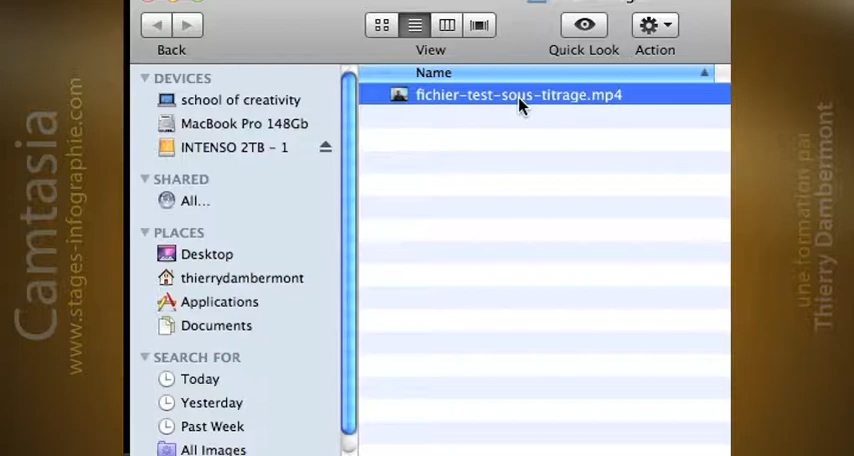 Back
View
Quick Look
Action
Name
fichier-test-sous-titrage.mp4
DEVICES
school of creativity
MacBook Pro 148Gb
INTENSO 2TB - 1
SHARED
All...
PLACES
Desktop
thierrydambermont
Applications
Documents
SEARCH FOR
Today
Yesterday
Past Week
All Images
Camtasia
www.stages-infographie.com
une formation par
Thierry Dambermont